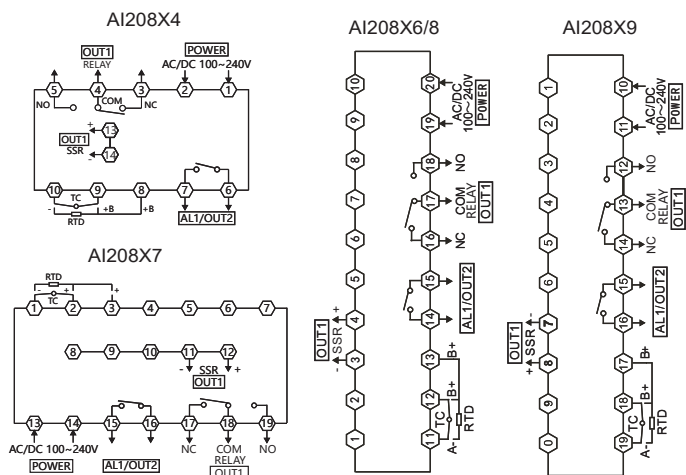 AI208X4
OUT1
RELAY
POWER
AC/DC 100~240V
5 4 3 2 1
NO COM NC
OUT1 + 13
SSR - 14
10 9 8 7 6
TC
- + B + B
RTD
AL1/OUT2
AI208X7
RTD
- + +
TC
1 2 3 4 5 6 7
8 9 10 11 12
- SSR +
OUT1
13 14 15 16 17 18 19
AC/DC 100~240V
POWER
AL1/OUT2
NC COM NO
RELAY
OUT1
AI208X6/8
10 20
AC/DC
100~240V
POWER
9 19
8 18 NO
7 17 COM
RELAY
OUT1
6 16 NC
5 15
AL1/OUT2
+ 4 14
OUT1
SSR
- 3 13 B+
2 12 B+
TC
RTD
1 11 A-
AI208X9
1 10
AC/DC
100~240V
POWER
2 11
3 12 NO
4 13 COM
RELAY
OUT1
5 14 NC
6 15
AL1/OUT2
- 7 16
OUT1
SSR
+ 8 17 B+
9 18 B+
TC
RTD
0 19 A-